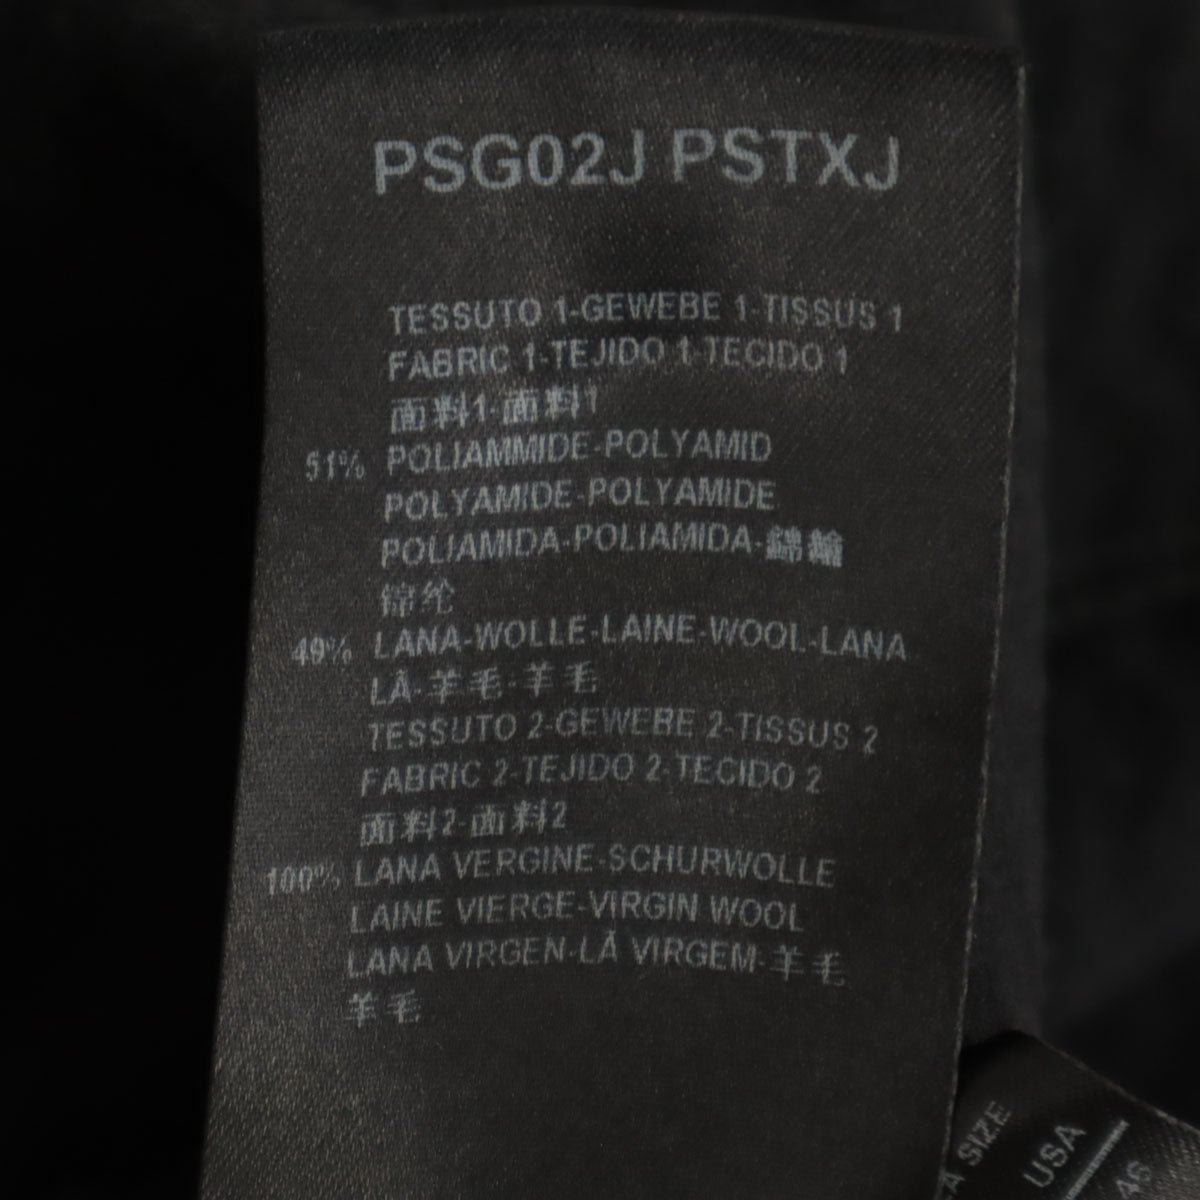 PSG02J PSTXJ
TESSUTO 1-GEWEBE 1-TISSUS 1
FABRIC 1-TEJIDO 1-TECIDO 1
面料1-面料1
51% POLIAMMIDE-POLYAMID
POLYAMIDE-POLYAMIDE
POLIAMIDA-POLIAMIDA-錦綸
锦纶
49% LANA-WOLLE-LAINE-WOOL-LANA
LÃ-羊毛-羊毛
TESSUTO 2-GEWEBE 2-TISSUS 2
FABRIC 2-TEJIDO 2-TECIDO 2
面料2-面料2
100% LANA VERGINE-SCHURWOLLE
LAINE VIERGE-VIRGIN WOOL
LANA VIRGEN-LÃ VIRGEM-羊毛
羊毛
SIZE
USA
46